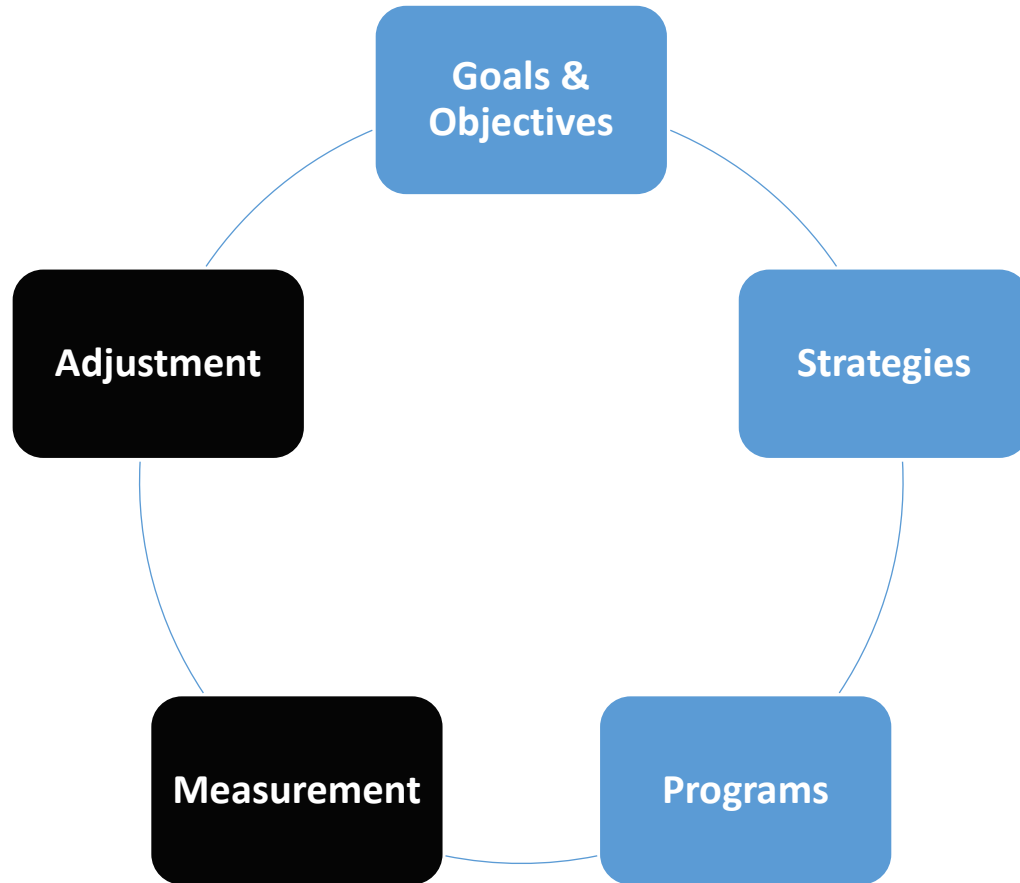 Goals &
Objectives
Strategies
Programs
Measurement
Adjustment